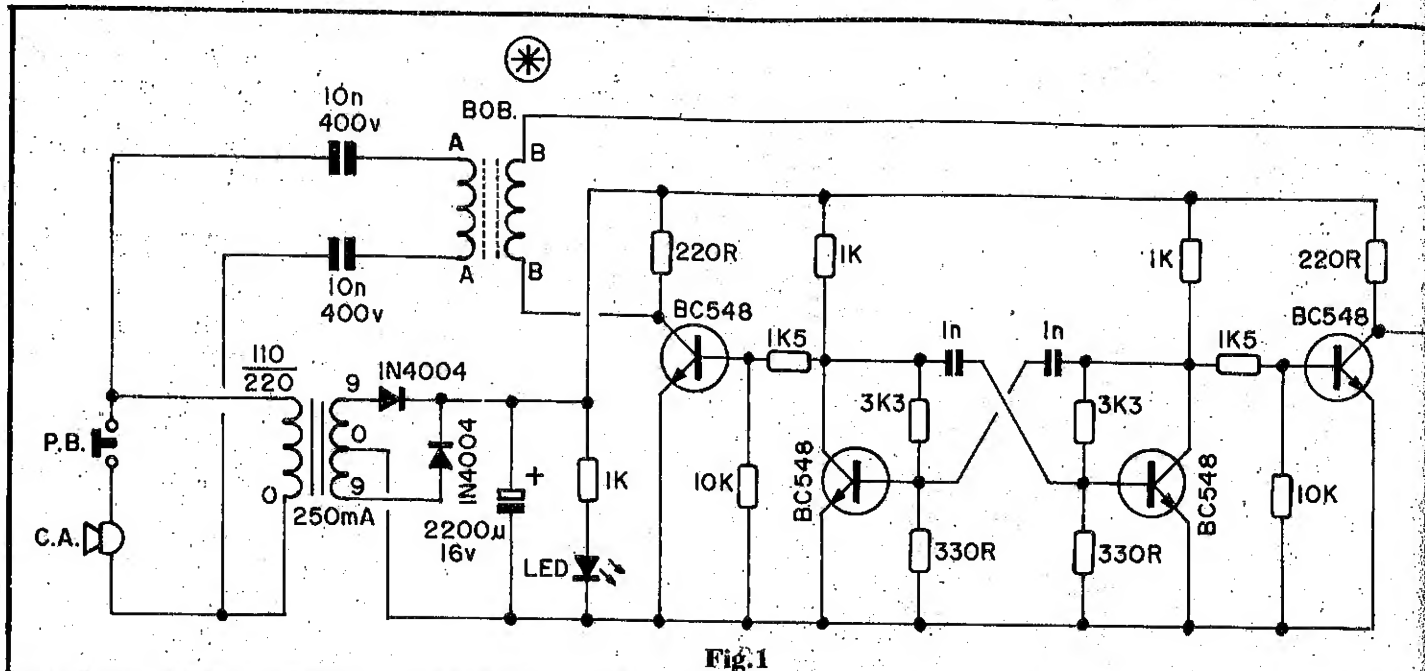 10n
400v
BOB.
A
B
A
B
10n
400v
220R
1K
1K
220R
BC548
BC548
1n
1n
1K5
1K5
110
220
9
1N4004
0
1N4004
3K3
3K3
P.B.
0
9
250mA
1K
10K
BC548
BC548
10K
C.A.
2200µ
16v
+
LED
330R
330R
Fig.1